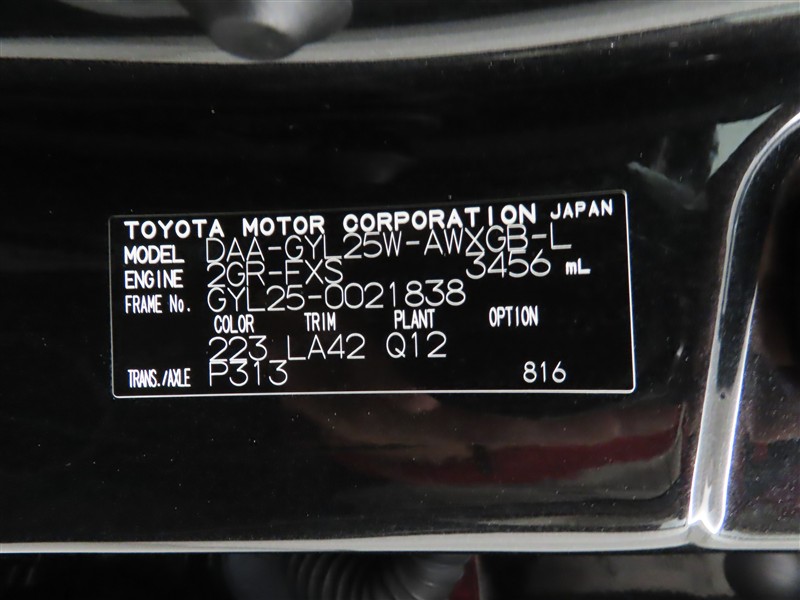 TOYOTA MOTOR CORPORATION JAPAN
MODEL DAA-GYL25W-AWXGB-L
ENGINE 2GR-FXS 3456 mL
FRAME No. GYL25-0021838
COLOR TRIM PLANT OPTION
223 LA42 Q12
TRANS./AXLE P313 816